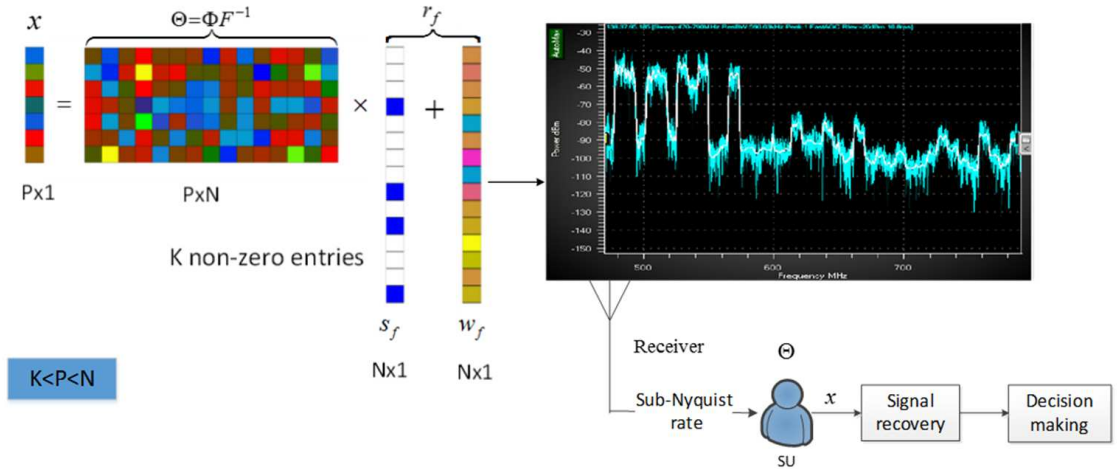 x
Θ=ΦF⁻¹
r_f
=
×
+
Px1
PxN
K non-zero entries
s_f
w_f
Nx1
Nx1
K<P<N
AutoMax
Power dBm
-30
-40
-50
-60
-70
-80
-90
-100
-110
-120
-130
-140
-150
500
600
700
Frequency MHz
Receiver
Θ
Sub-Nyquist
rate
x
SU
Signal
recovery
Decision
making